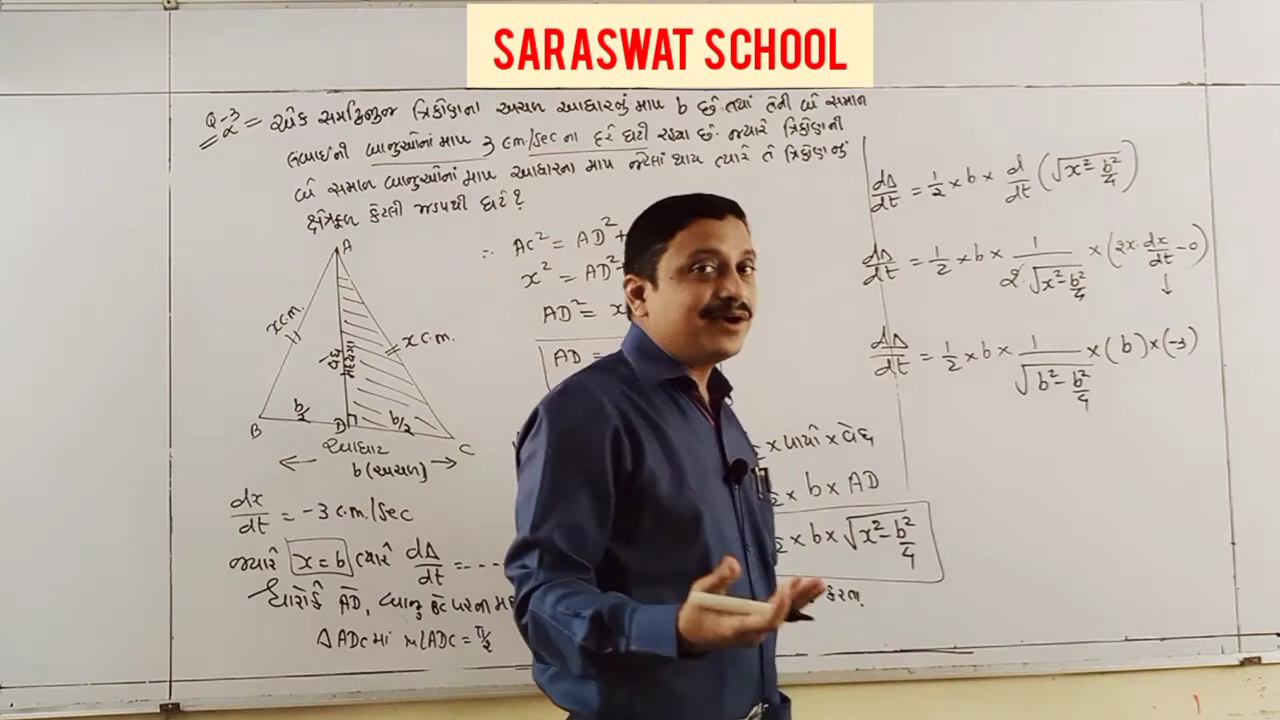 SARASWAT SCHOOL
Q-3 = એક સમદ્વિભુજ ત્રિકોણના અચળ આધારનું માપ b છે. તથા તેની બે સમાન
લંબાઈની બાજુઓનાં માપ 3 cm/sec ના દરે ઘટી રહ્યા છે. જ્યારે ત્રિકોણની
બે સમાન બાજુઓનાં માપ આધારના માપ જેટલાં થાય ત્યારે તે ત્રિકોણનું
ક્ષેત્રફળ કેટલી ઝડપથી ઘટે?
A
x cm.
x c.m.
વેધ
મધ્યગા
b/2
b/2
B
D
C
આધાર
b (અચળ)
dx/dt = -3 c.m./sec
જ્યારે x = b ત્યારે dΔ/dt = ----
ધારો કે AD, બાજુ BC પરના
ΔADC માં m∠ADC = π/2
∴ AC² = AD² +
x² = AD²
AD² = x
AD =
× પાયો × વેધ
× b × AD
× b × √(x² - b²/4)
કરતા
dΔ/dt = 1/2 × b × d/dt (√(x² - b²/4))
dΔ/dt = 1/2 × b × 1/(2·√(x² - b²/4)) × (2x·dx/dt - 0)
↓
dΔ/dt = 1/2 × b × 1/√(b² - b²/4) × (b) × (-3)